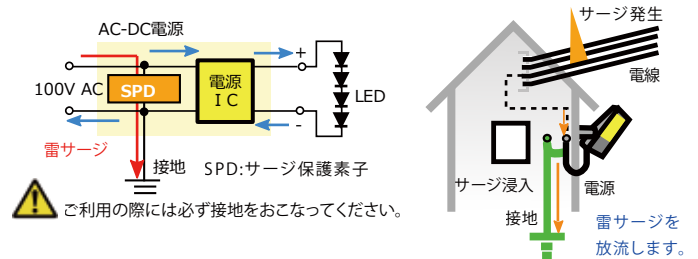 AC-DC電源
+
100V AC
SPD
電源
IC
LED
-
雷サージ
接地
SPD:サージ保護素子
ご利用の際には必ず接地をおこなってください。
サージ発生
電線
サージ浸入
電源
接地
雷サージを
放流します。